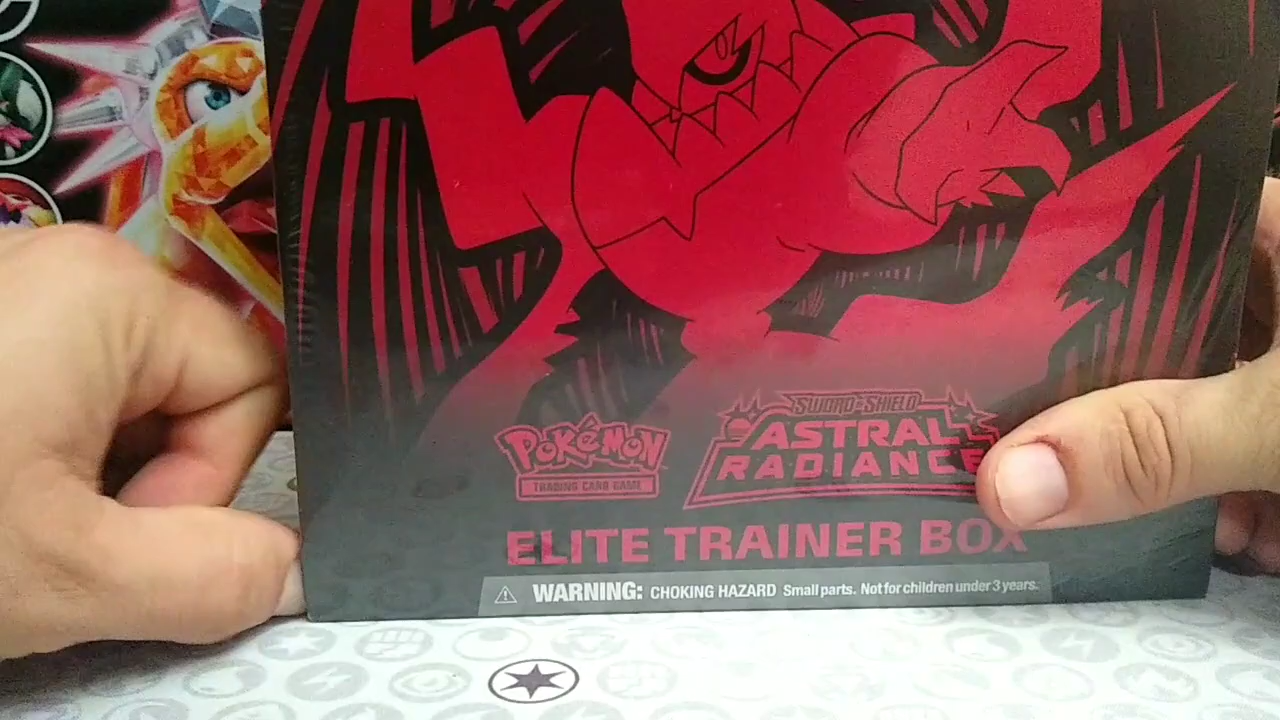 POKÉMON
TRADING CARD GAME
SWORD & SHIELD
ASTRAL
RADIANCE
ELITE TRAINER BOX
WARNING: CHOKING HAZARD Small parts. Not for children under 3 years.